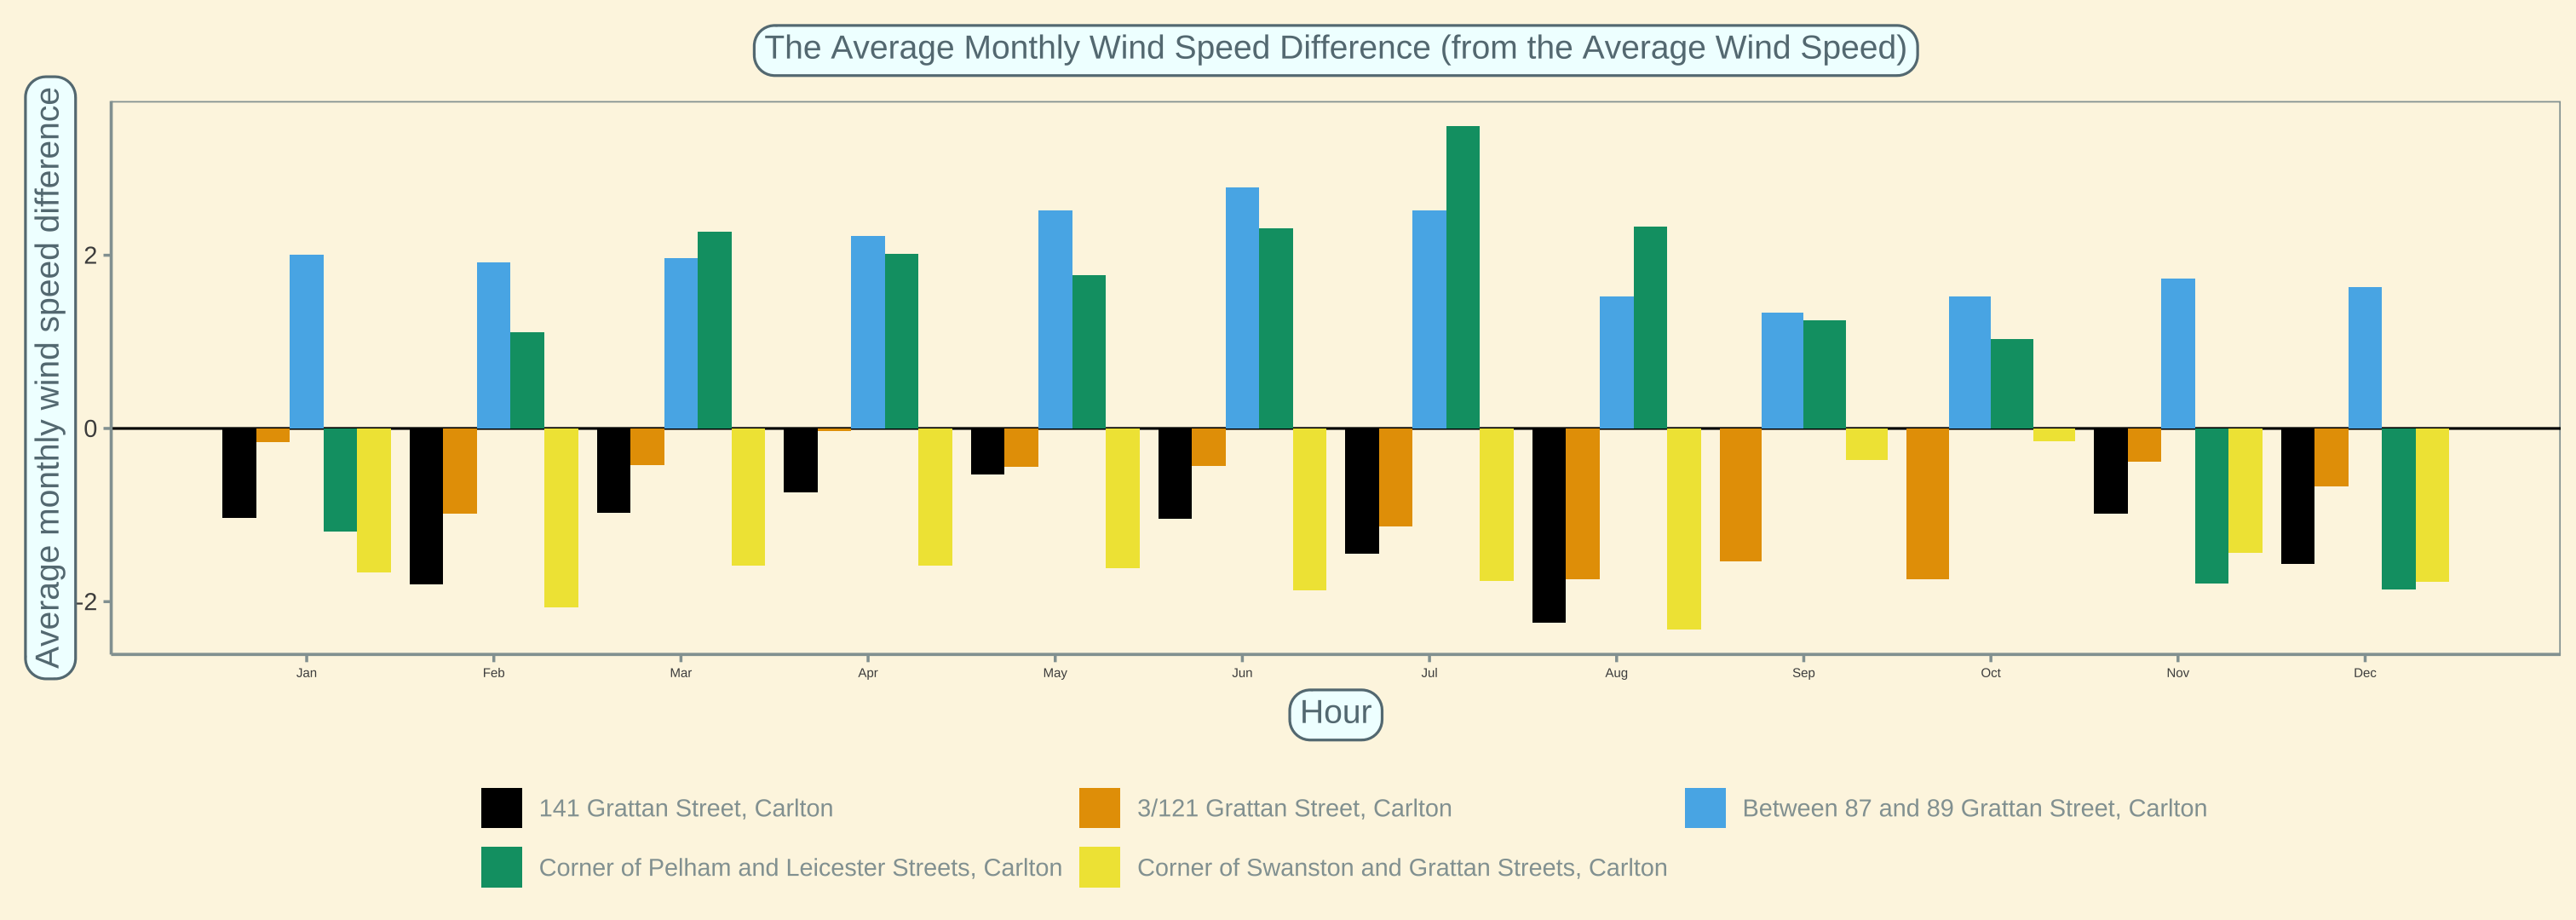 The Average Monthly Wind Speed Difference (from the Average Wind Speed)
Average monthly wind speed difference
2
0
-2
Jan Feb Mar Apr May Jun Jul Aug Sep Oct Nov Dec
Hour
141 Grattan Street, Carlton 3/121 Grattan Street, Carlton Between 87 and 89 Grattan Street, Carlton
Corner of Pelham and Leicester Streets, Carlton Corner of Swanston and Grattan Streets, Carlton